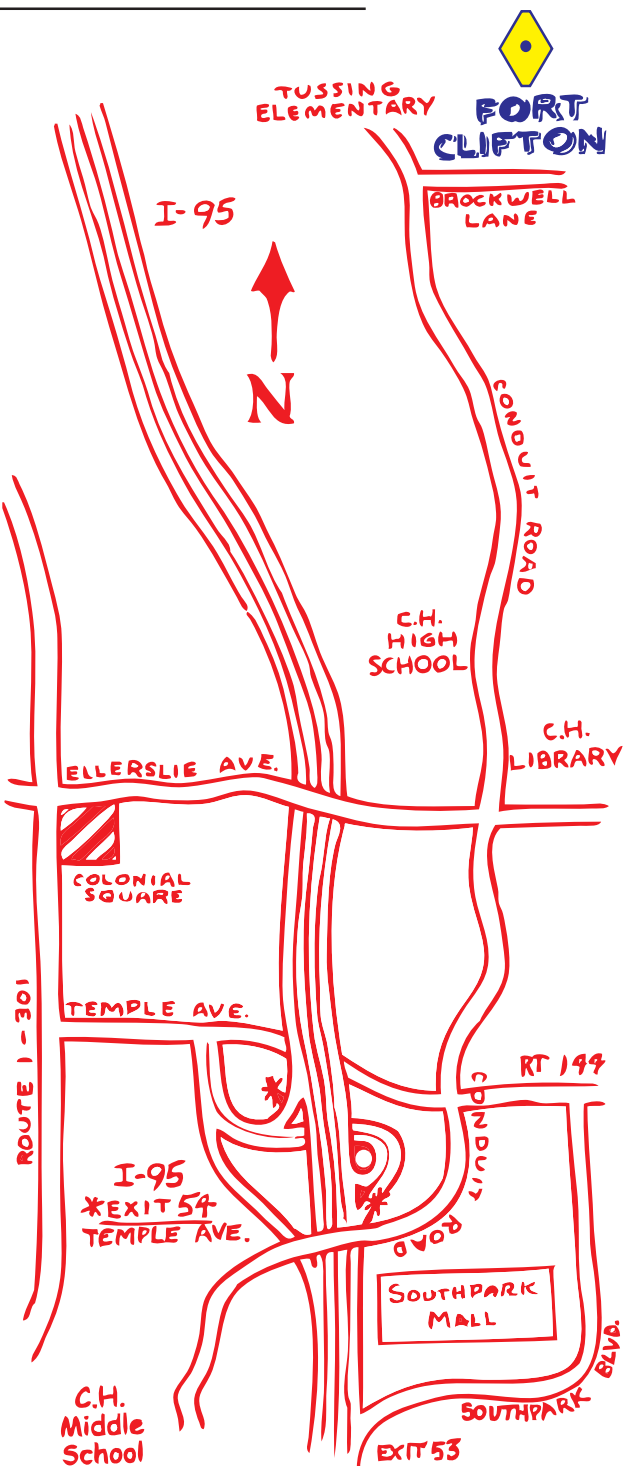 FORT
CLIFTON
TUSSING
ELEMENTARY
BROCKWELL
LANE
I-95
N
CONDUIT ROAD
C.H.
HIGH
SCHOOL
C.H.
LIBRARY
ELLERSLIE AVE.
COLONIAL
SQUARE
ROUTE 1-301
TEMPLE AVE.
RT 144
*
I-95
*EXIT 54
TEMPLE AVE.
*
CONDUIT
ROAD
SOUTHPARK
MALL
SOUTHPARK BLVD.
C.H.
Middle
School
EXIT 53